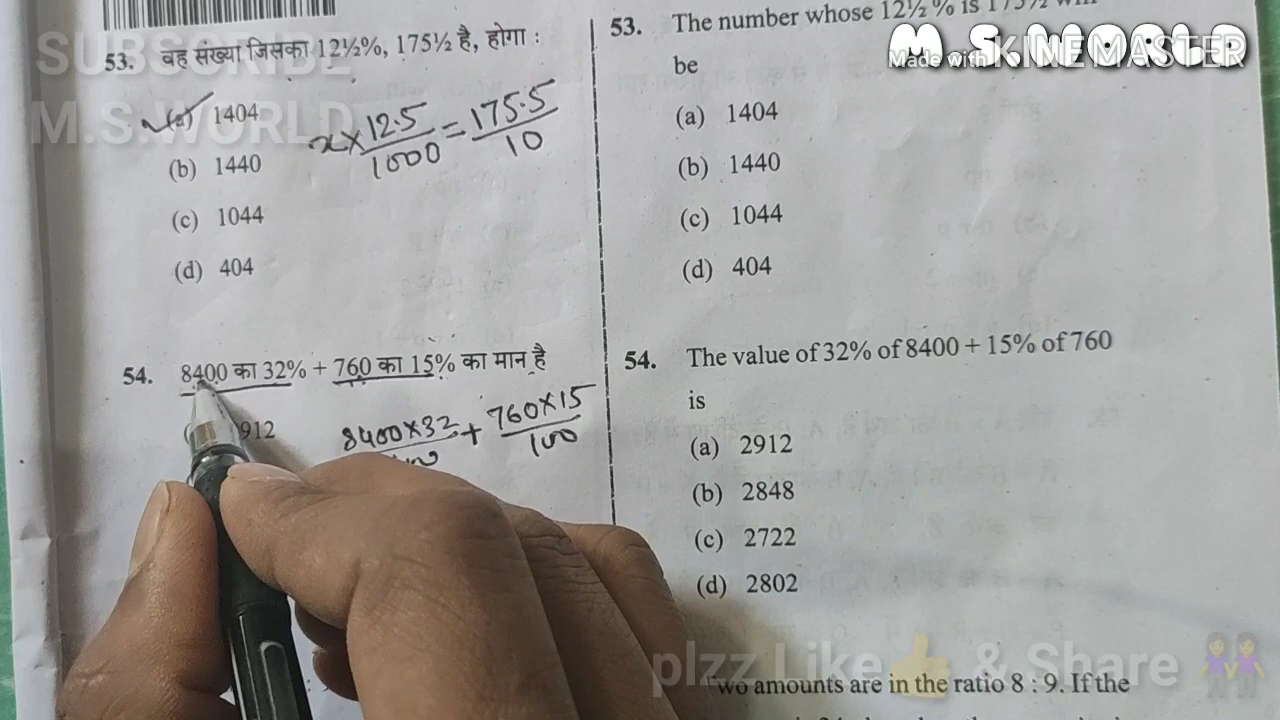 SUBSCRIBE
M.S.WORLD
53. वह संख्या जिसका 12½%, 175½ है, होगा :
(a) 1404
x × 12.5/1000 = 175.5/10
(b) 1440
(c) 1044
(d) 404
54. 8400 का 32% + 760 का 15% का मान है
912
8400×32 + 760×15/100
53. The number whose 12½ % is 175½
be
Made with KINEMASTER
(a) 1404
(b) 1440
(c) 1044
(d) 404
54. The value of 32% of 8400 + 15% of 760
is
(a) 2912
(b) 2848
(c) 2722
(d) 2802
plzz Like👍 & Share 👭
wo amounts are in the ratio 8 : 9. If the